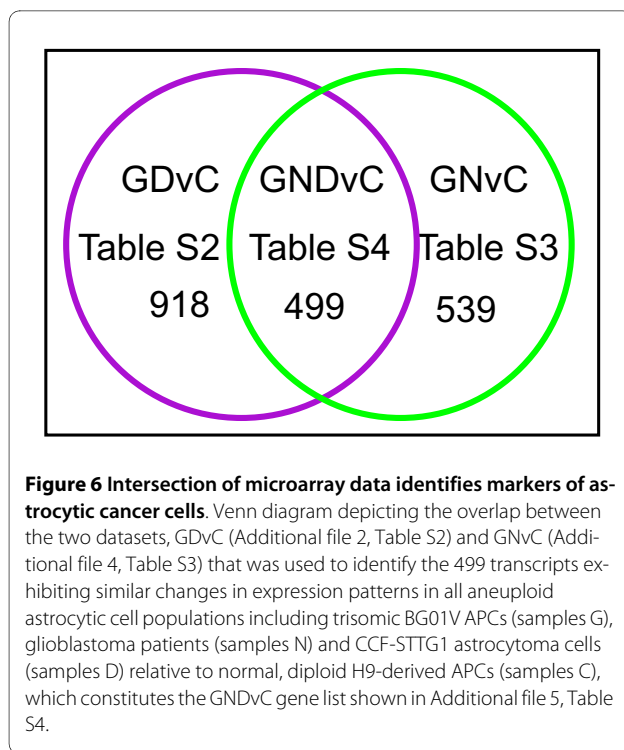 GDvC GNDvC GNvC
Table S2 Table S4 Table S3
918 499 539
Figure 6 Intersection of microarray data identifies markers of as-
trocytic cancer cells. Venn diagram depicting the overlap between
the two datasets, GDvC (Additional file 2, Table S2) and GNvC (Addi-
tional file 4, Table S3) that was used to identify the 499 transcripts ex-
hibiting similar changes in expression patterns in all aneuploid
astrocytic cell populations including trisomic BG01V APCs (samples G),
glioblastoma patients (samples N) and CCF-STTG1 astrocytoma cells
(samples D) relative to normal, diploid H9-derived APCs (samples C),
which constitutes the GNDvC gene list shown in Additional file 5, Table
S4.